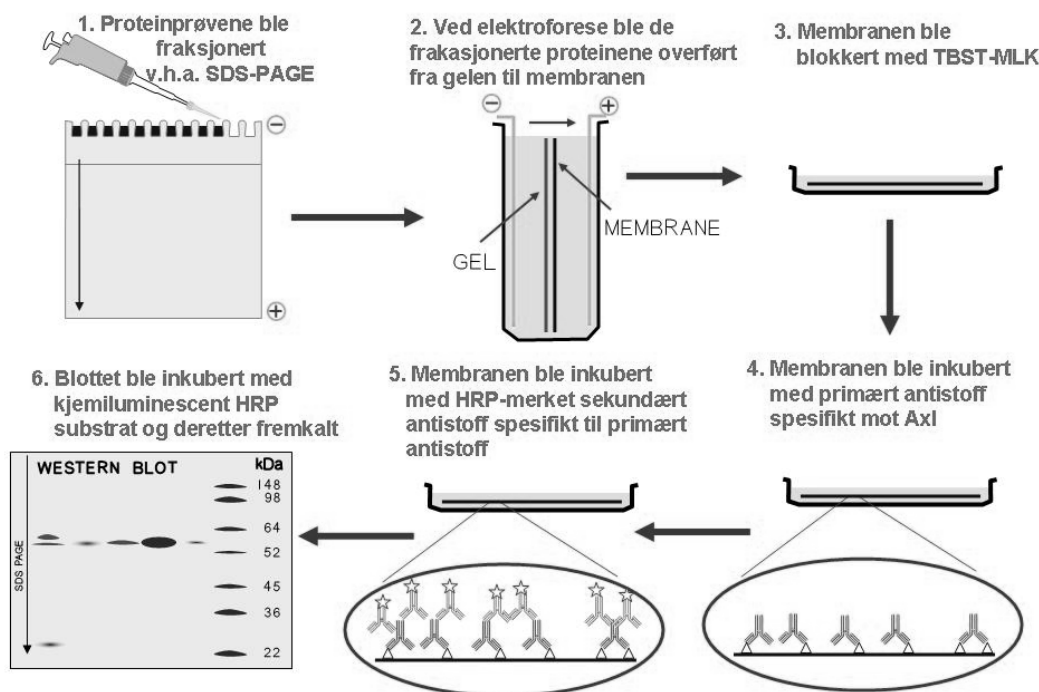 1. Proteinprøvene ble
fraksjonert
v.h.a. SDS-PAGE
2. Ved elektroforese ble de
frakasjonerte proteinene overført
fra gelen til membranen
3. Membranen ble
blokkert med TBST-MLK
−
+
−
+
GEL
MEMBRANE
4. Membranen ble inkubert
med primært antistoff
spesifikt mot Axl
5. Membranen ble inkubert
med HRP-merket sekundært
antistoff spesifikt til primært
antistoff
6. Blottet ble inkubert med
kjemiluminescent HRP
substrat og deretter fremkalt
WESTERN BLOT
kDa
148
98
64
52
45
36
22
SDS PAGE